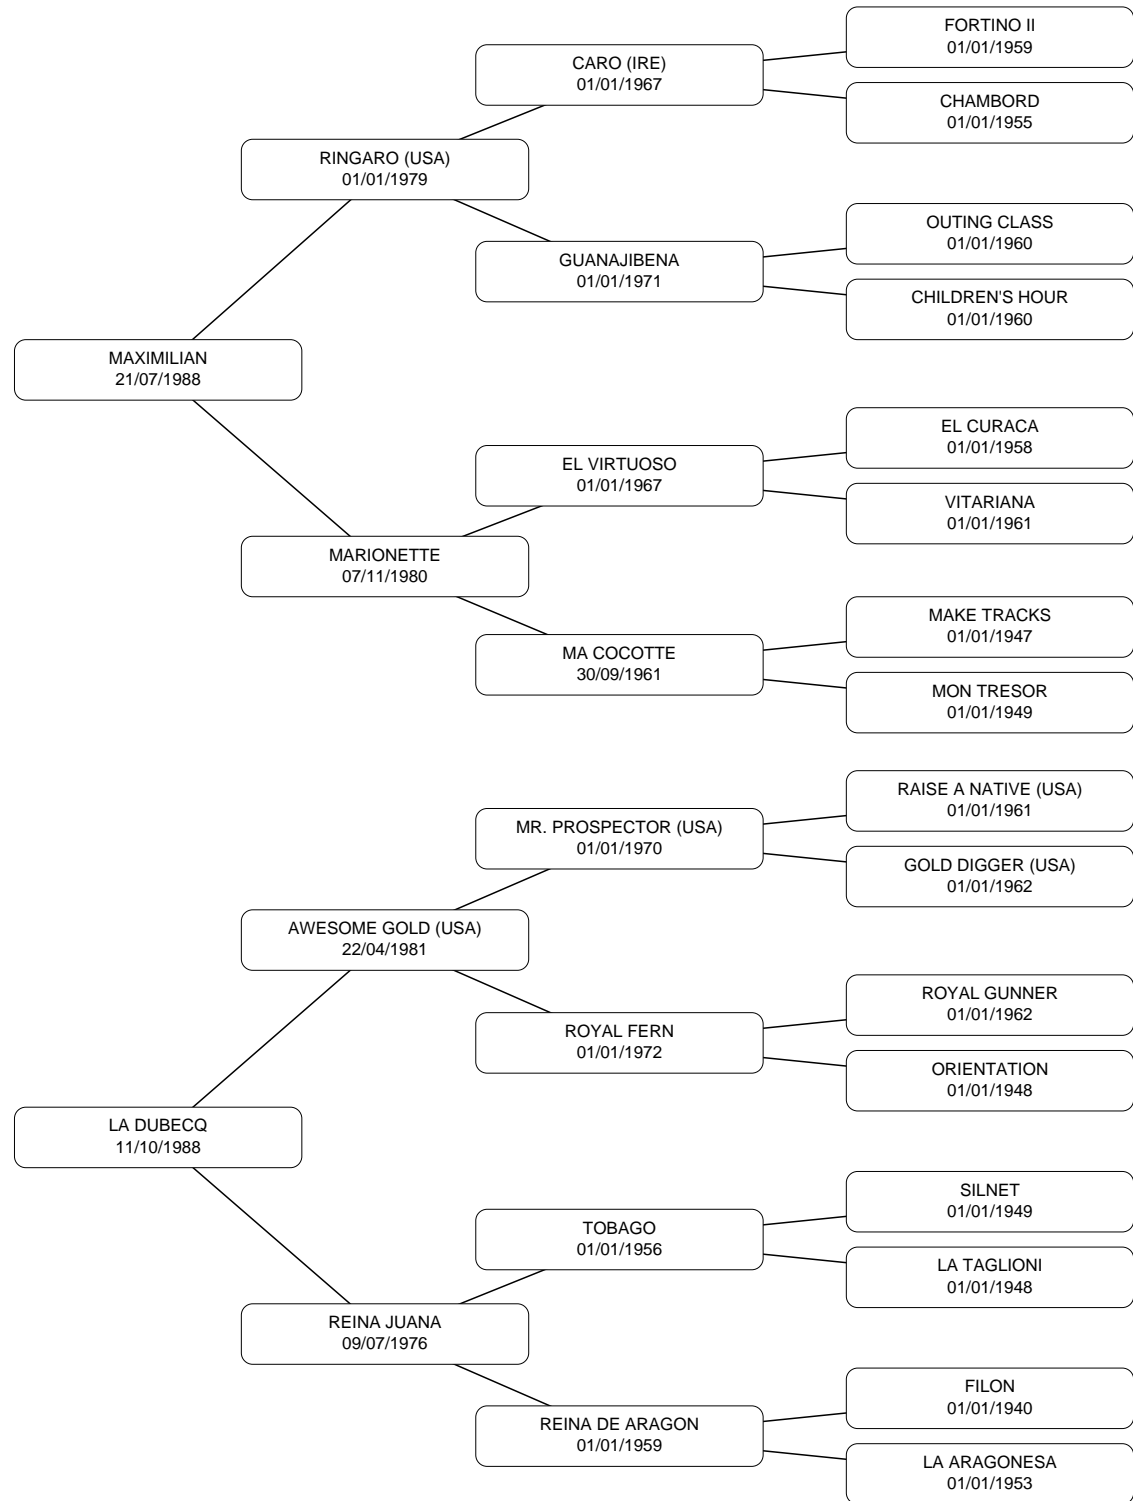 FORTINO II
01/01/1959
CARO (IRE)
01/01/1967
CHAMBORD
01/01/1955
RINGARO (USA)
01/01/1979
OUTING CLASS
01/01/1960
GUANAJIBENA
01/01/1971
CHILDREN'S HOUR
01/01/1960
MAXIMILIAN
21/07/1988
EL CURACA
01/01/1958
EL VIRTUOSO
01/01/1967
VITARIANA
01/01/1961
MARIONETTE
07/11/1980
MAKE TRACKS
01/01/1947
MA COCOTTE
30/09/1961
MON TRESOR
01/01/1949
RAISE A NATIVE (USA)
01/01/1961
MR. PROSPECTOR (USA)
01/01/1970
GOLD DIGGER (USA)
01/01/1962
AWESOME GOLD (USA)
22/04/1981
ROYAL GUNNER
01/01/1962
ROYAL FERN
01/01/1972
ORIENTATION
01/01/1948
LA DUBECQ
11/10/1988
SILNET
01/01/1949
TOBAGO
01/01/1956
LA TAGLIONI
01/01/1948
REINA JUANA
09/07/1976
FILON
01/01/1940
REINA DE ARAGON
01/01/1959
LA ARAGONESA
01/01/1953